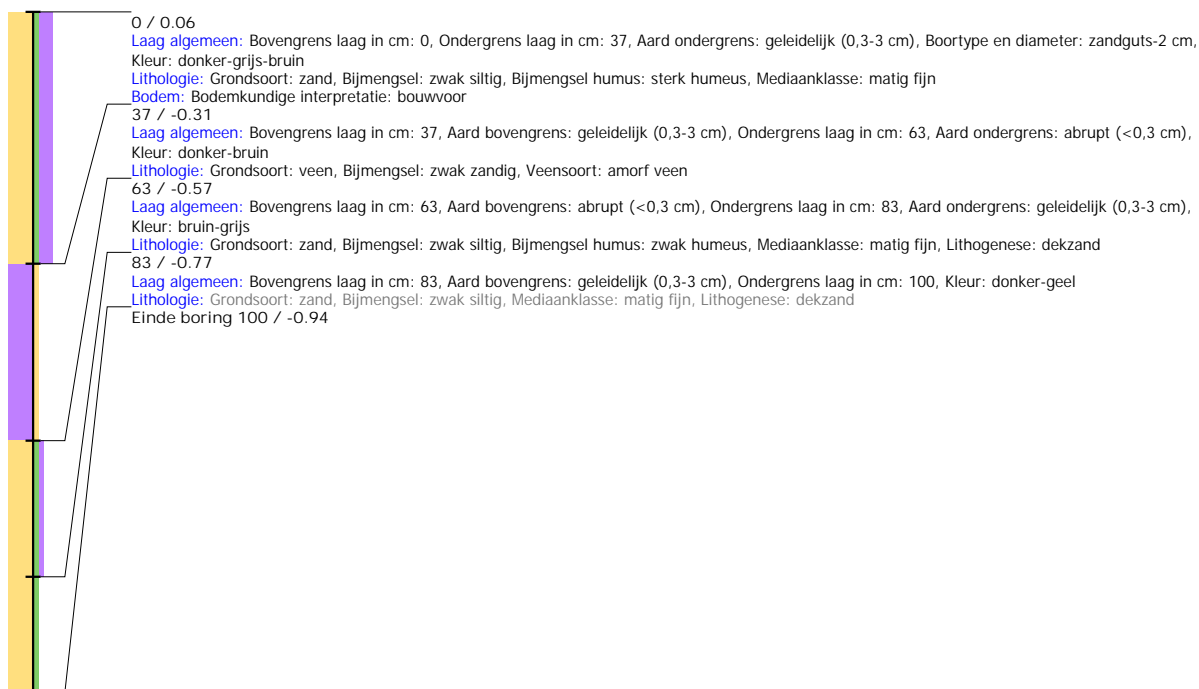 0 / 0.06
Laag algemeen: Bovengrens laag in cm: 0, Ondergrens laag in cm: 37, Aard ondergrens: geleidelijk (0,3-3 cm), Boortype en diameter: zandguts-2 cm,
Kleur: donker-grijs-bruin
Lithologie: Grondsoort: zand, Bijmengsel: zwak siltig, Bijmengsel humus: sterk humeus, Mediaanklasse: matig fijn
Bodem: Bodemkundige interpretatie: bouwvoor
37 / -0.31
Laag algemeen: Bovengrens laag in cm: 37, Aard bovengrens: geleidelijk (0,3-3 cm), Ondergrens laag in cm: 63, Aard ondergrens: abrupt (<0,3 cm),
Kleur: donker-bruin
Lithologie: Grondsoort: veen, Bijmengsel: zwak zandig, Veensoort: amorf veen
63 / -0.57
Laag algemeen: Bovengrens laag in cm: 63, Aard bovengrens: abrupt (<0,3 cm), Ondergrens laag in cm: 83, Aard ondergrens: geleidelijk (0,3-3 cm),
Kleur: bruin-grijs
Lithologie: Grondsoort: zand, Bijmengsel: zwak siltig, Bijmengsel humus: zwak humeus, Mediaanklasse: matig fijn, Lithogenese: dekzand
83 / -0.77
Laag algemeen: Bovengrens laag in cm: 83, Aard bovengrens: geleidelijk (0,3-3 cm), Ondergrens laag in cm: 100, Kleur: donker-geel
Lithologie: Grondsoort: zand, Bijmengsel: zwak siltig, Mediaanklasse: matig fijn, Lithogenese: dekzand
Einde boring 100 / -0.94